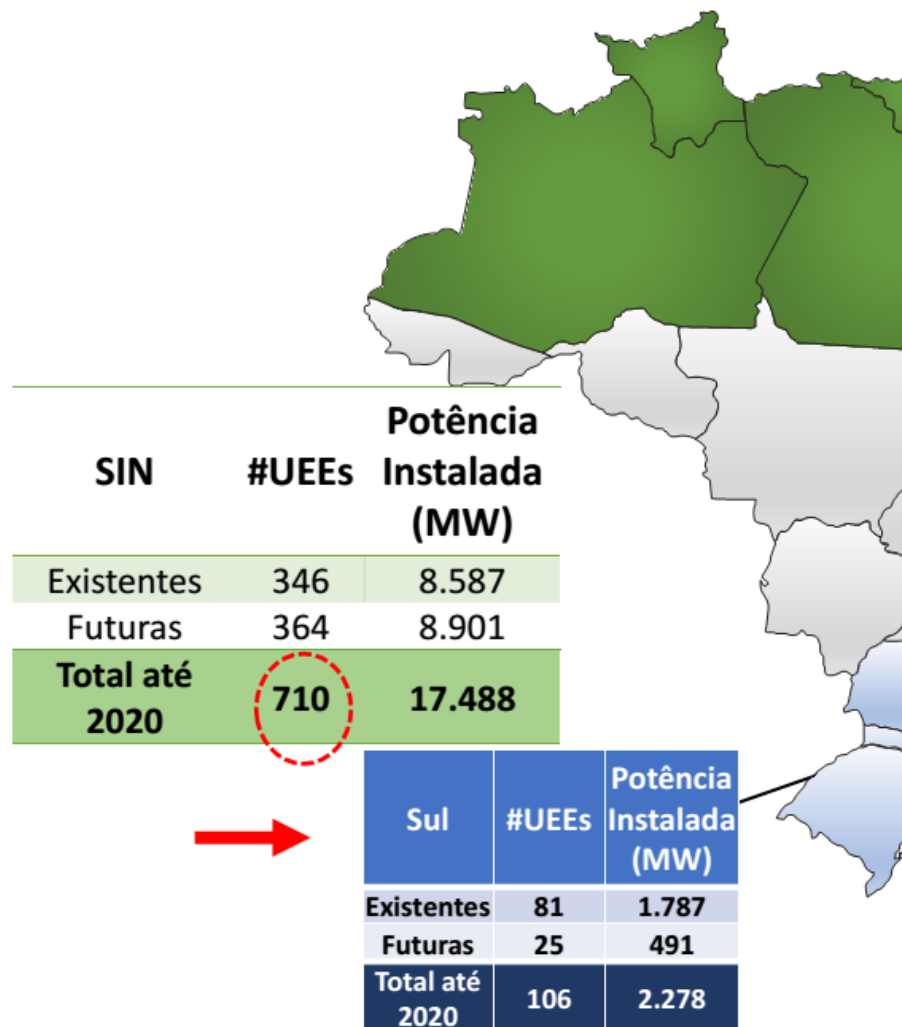 SIN #UEEs Potência Instalada (MW)
Existentes 346 8.587
Futuras 364 8.901
Total até 2020 710 17.488
Sul #UEEs Potência Instalada (MW)
Existentes 81 1.787
Futuras 25 491
Total até 2020 106 2.278